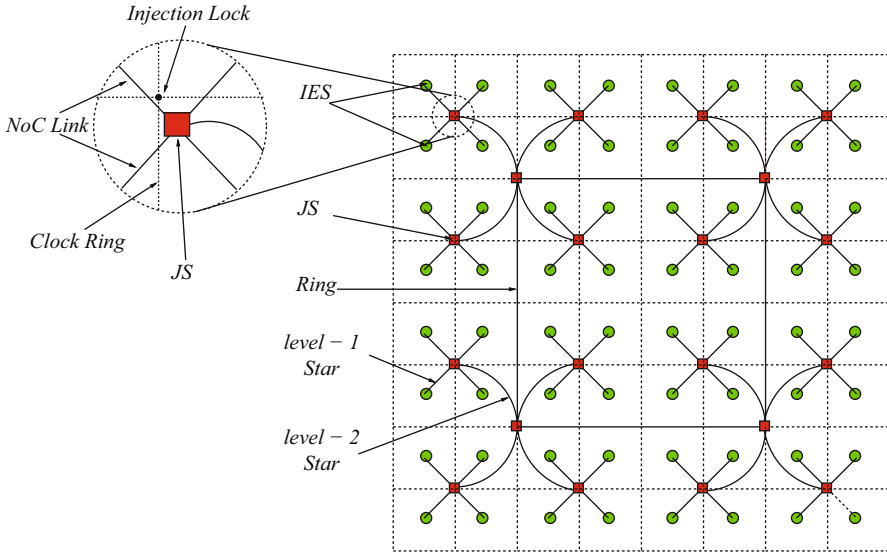 Injection Lock
IES
NoC Link
JS
Clock Ring
JS
Ring
level – 1
Star
level – 2
Star